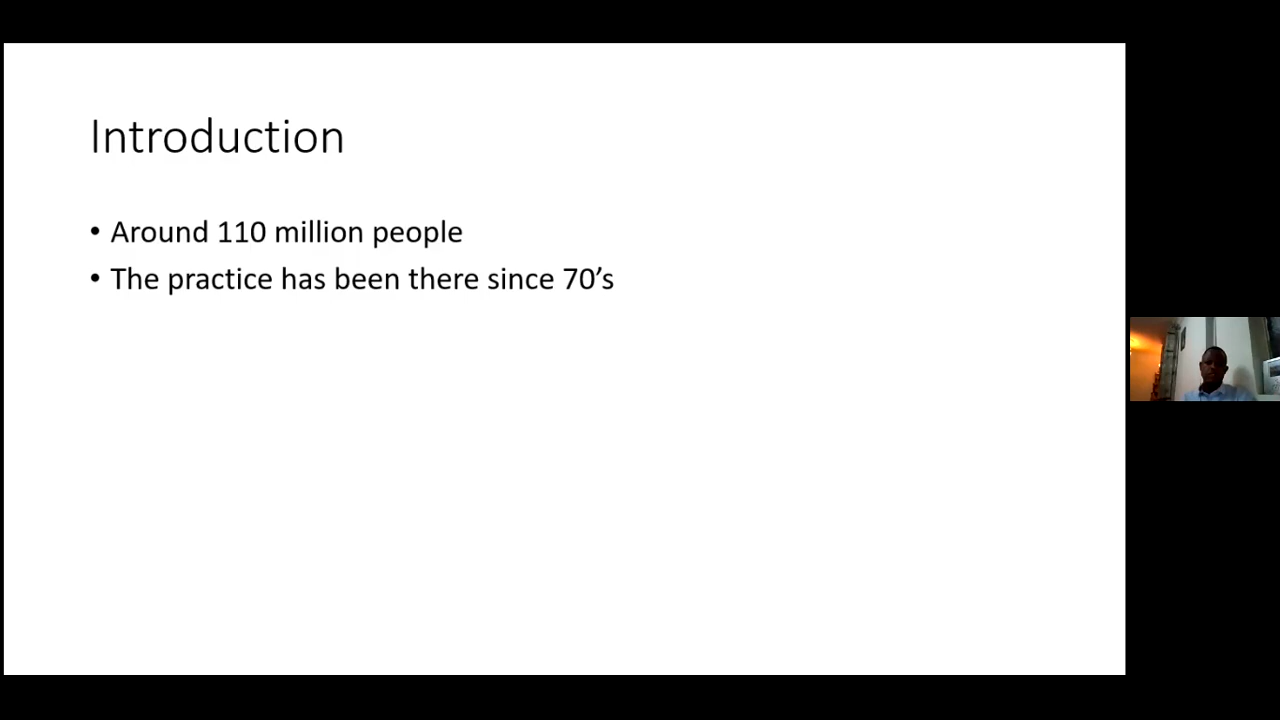 Introduction
• Around 110 million people
• The practice has been there since 70’s